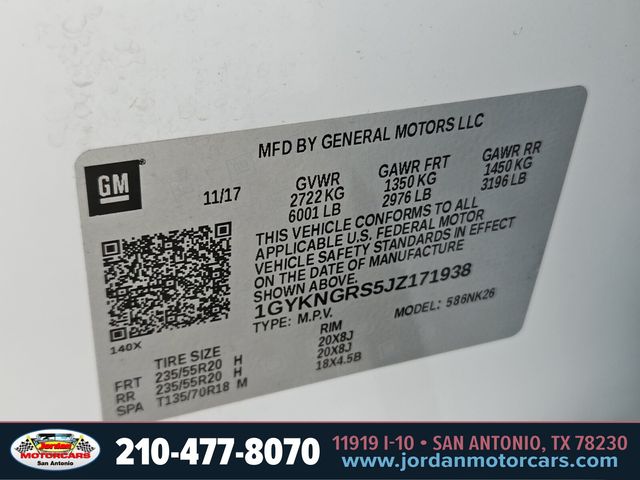 MFD BY GENERAL MOTORS LLC
GM
11/17
GVWR
2722 KG
6001 LB
GAWR FRT
1350 KG
2976 LB
GAWR RR
1450 KG
3196 LB
THIS VEHICLE CONFORMS TO ALL
APPLICABLE U.S. FEDERAL MOTOR
VEHICLE SAFETY STANDARDS IN EFFECT
ON THE DATE OF MANUFACTURE
SHOWN ABOVE.
1GYKNGRS5JZ171938
TYPE: M.P.V.
MODEL: 586NK26
140X
TIRE SIZE
RIM
FRT 235/55R20 H 20X8J
RR 235/55R20 H 20X8J
SPA T135/70R18 M 18X4.5B
Jordan
MOTORCARS
San Antonio
210-477-8070
11919 I-10 • SAN ANTONIO, TX 78230
www.jordanmotorcars.com